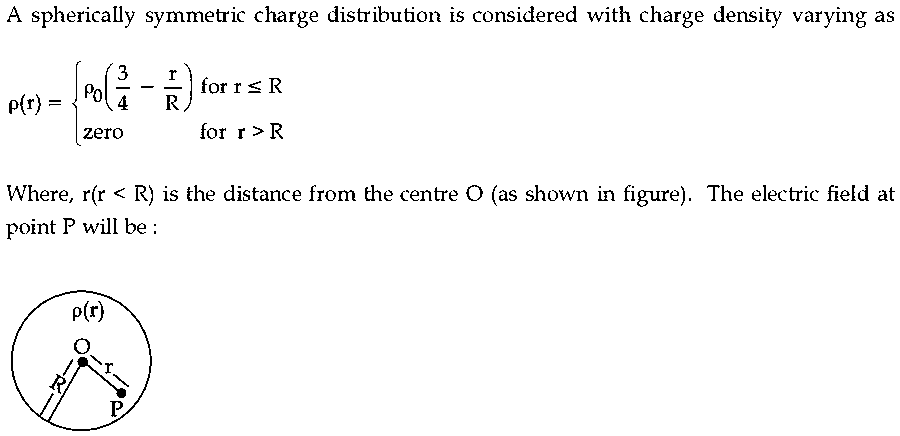 A spherically symmetric charge distribution is considered with charge density varying as
ρ(r) = { ρ₀(3/4 − r/R) for r ≤ R
zero for r > R
Where, r(r < R) is the distance from the centre O (as shown in figure). The electric field at
point P will be :
ρ(r)
O
r
R
P